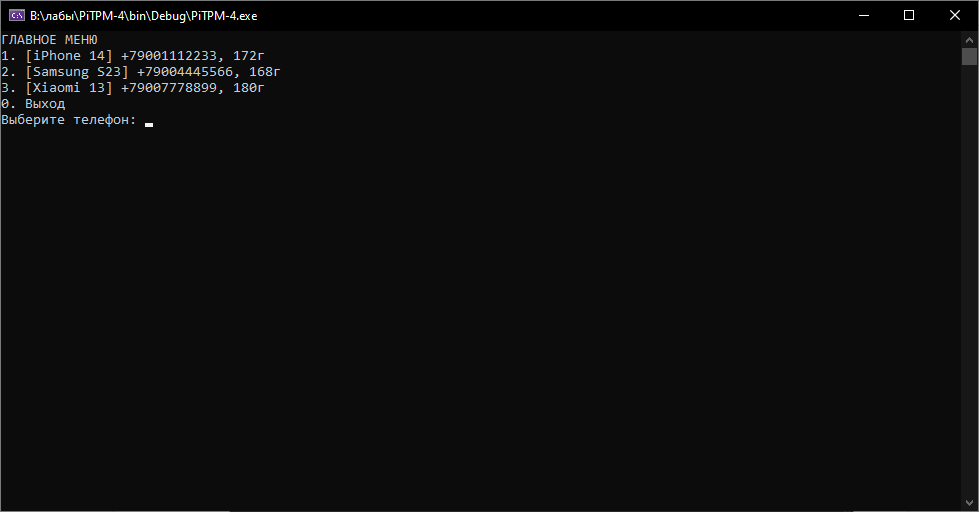 B:\лабы\PiTPM-4\bin\Debug\PiTPM-4.exe
ГЛАВНОЕ МЕНЮ
1. [iPhone 14] +79001112233, 172г
2. [Samsung S23] +79004445566, 168г
3. [Xiaomi 13] +79007778899, 180г
0. Выход
Выберите телефон: